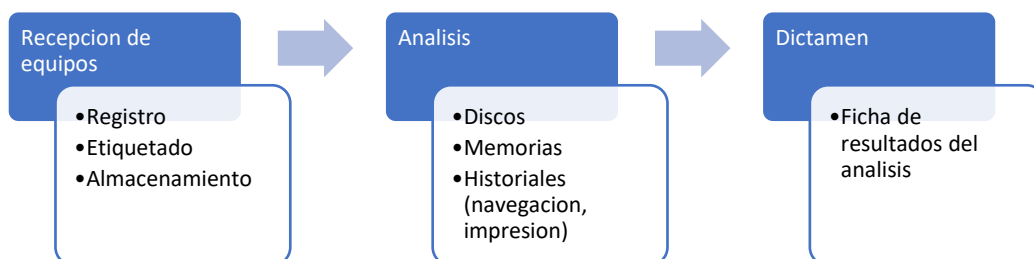 Recepcion de
equipos
•Registro
•Etiquetado
•Almacenamiento
Analisis
•Discos
•Memorias
•Historiales
(navegacion,
impresion)
Dictamen
•Ficha de
resultados del
analisis